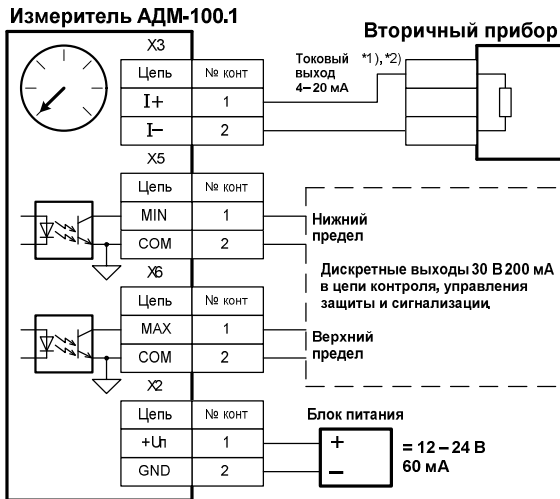 Измеритель АДМ-100.1
Вторичный прибор
X3
Цепь № конт
I+ 1
I− 2
Токовый *1), *2)
выход
4–20 мА
X5
Цепь № конт
MIN 1
COM 2
Нижний
предел
Дискретные выходы 30 В 200 мА
в цепи контроля, управления
защиты и сигнализации.
X6
Цепь № конт
MAX 1
COM 2
Верхний
предел
X2
Цепь № конт
+Uп 1
GND 2
Блок питания
+
−
= 12 – 24 В
60 мА